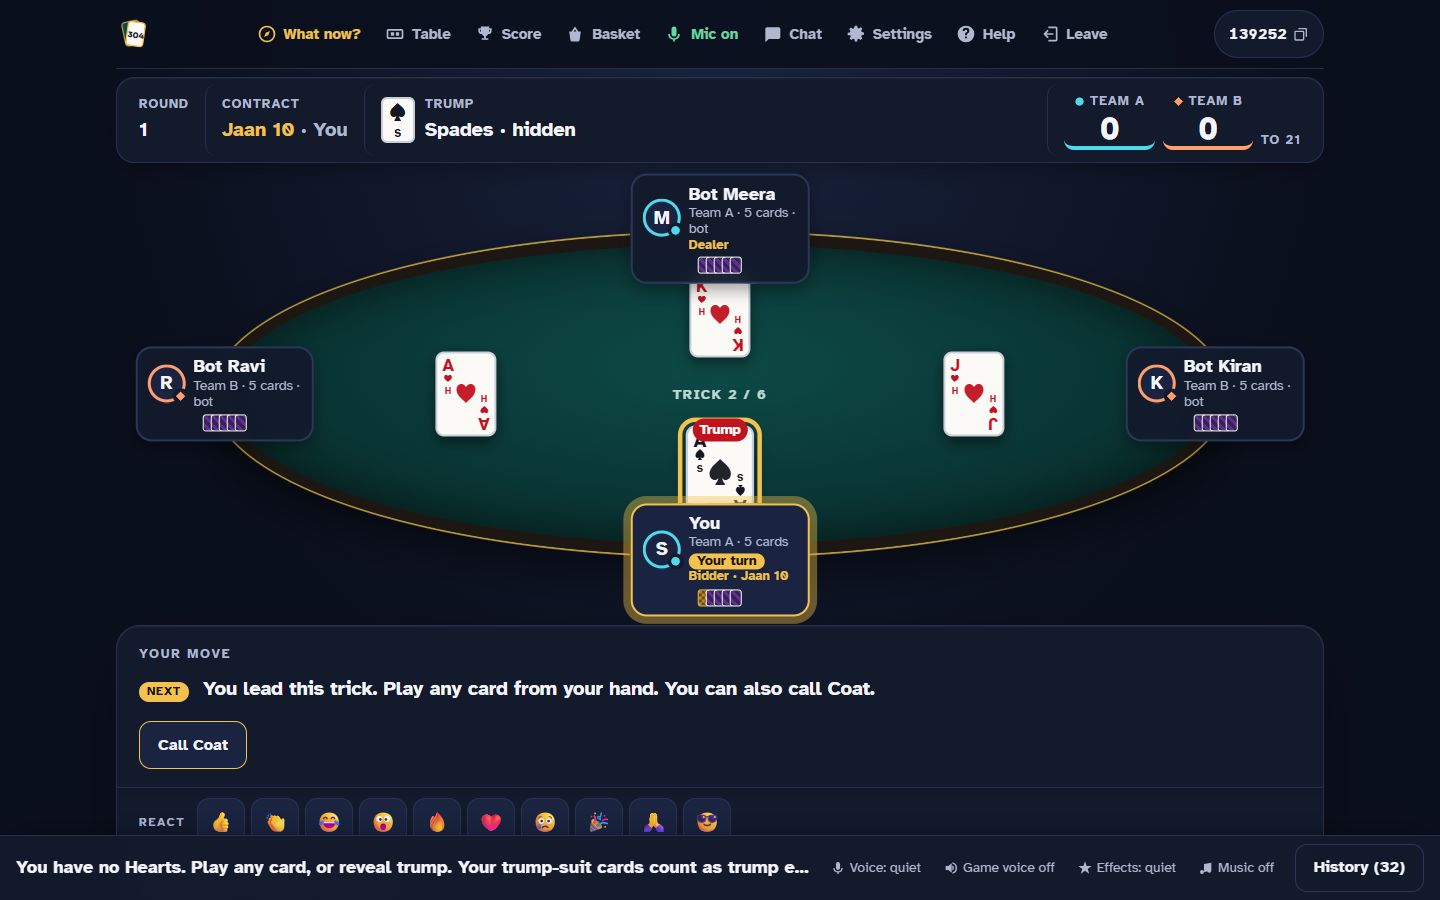 304
What now?
Table
Score
Basket
Mic on
Chat
Settings
Help
Leave
139252
ROUND
1
CONTRACT
Jaan 10 · You
S
TRUMP
Spades · hidden
TEAM A
0
TEAM B
0
TO 21
M
Bot Meera
Team A · 5 cards ·
bot
Dealer
K
H
H
K
R
Bot Ravi
Team B · 5 cards ·
bot
A
H
H
A
TRICK 2 / 6
J
H
H
J
K
Bot Kiran
Team B · 5 cards ·
bot
Trump
A
S
S
S
You
Team A · 5 cards
Your turn
Bidder · Jaan 10
YOUR MOVE
NEXT
You lead this trick. Play any card from your hand. You can also call Coat.
Call Coat
REACT
You have no Hearts. Play any card, or reveal trump. Your trump-suit cards count as trump e...
Voice: quiet
Game voice off
Effects: quiet
Music off
History (32)